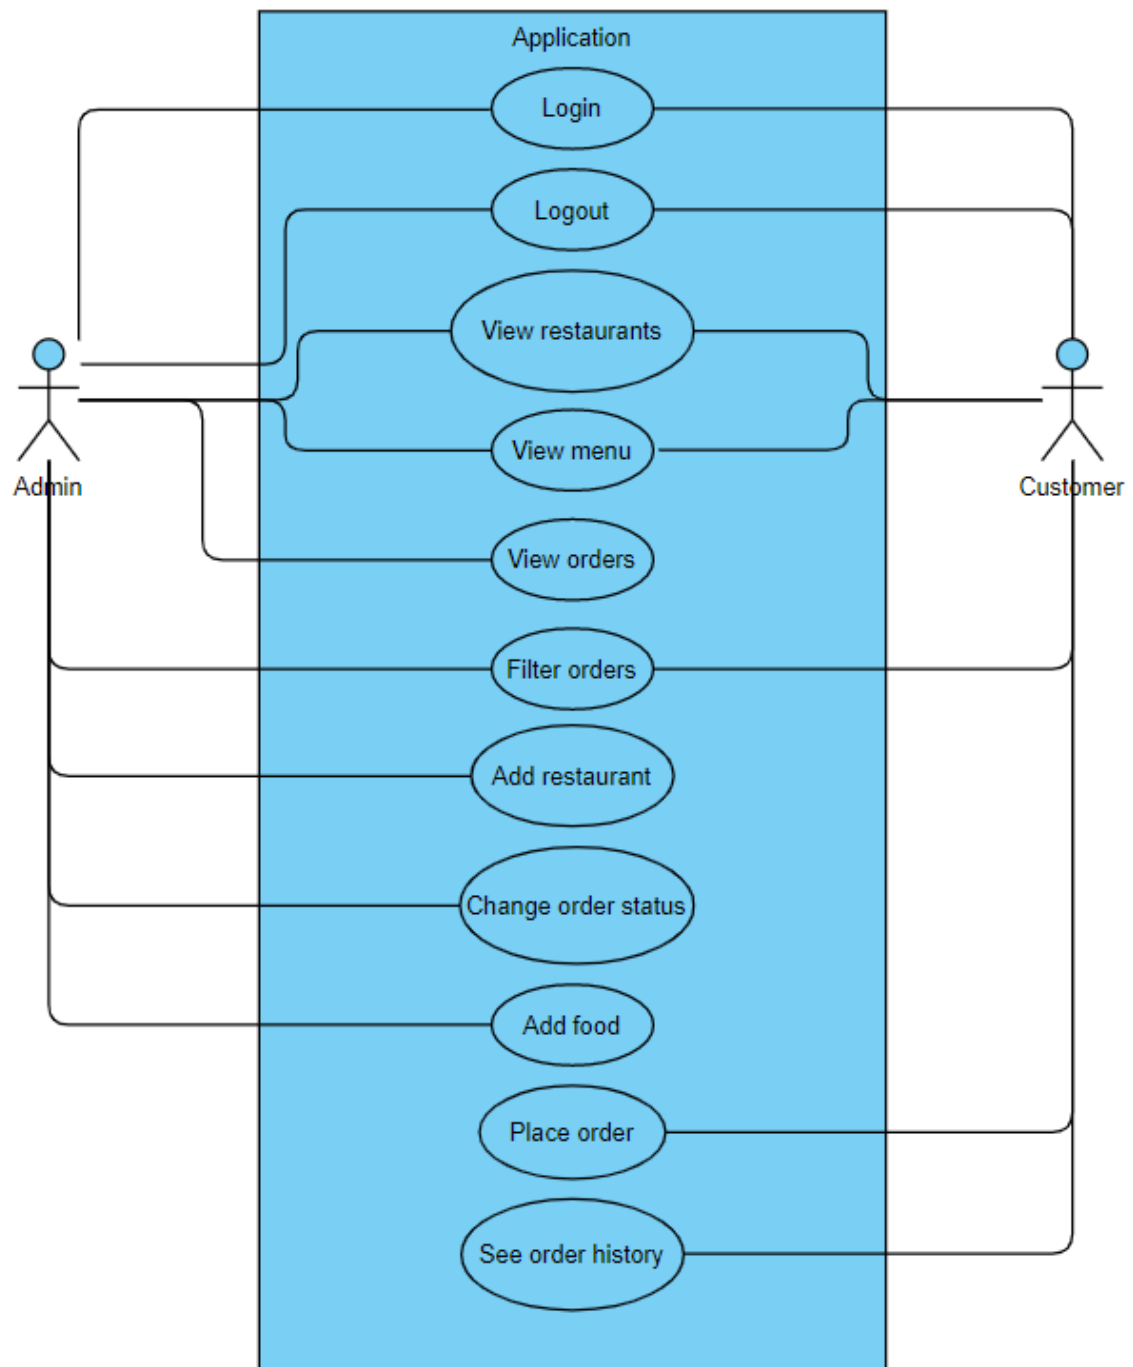 Application
Login
Logout
View restaurants
Admin
View menu
Customer
View orders
Filter orders
Add restaurant
Change order status
Add food
Place order
See order history